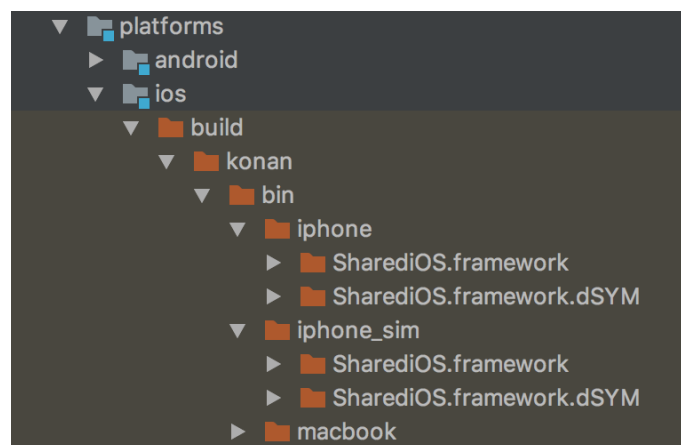 platforms
android
ios
build
konan
bin
iphone
SharediOS.framework
SharediOS.framework.dSYM
iphone_sim
SharediOS.framework
SharediOS.framework.dSYM
macbook